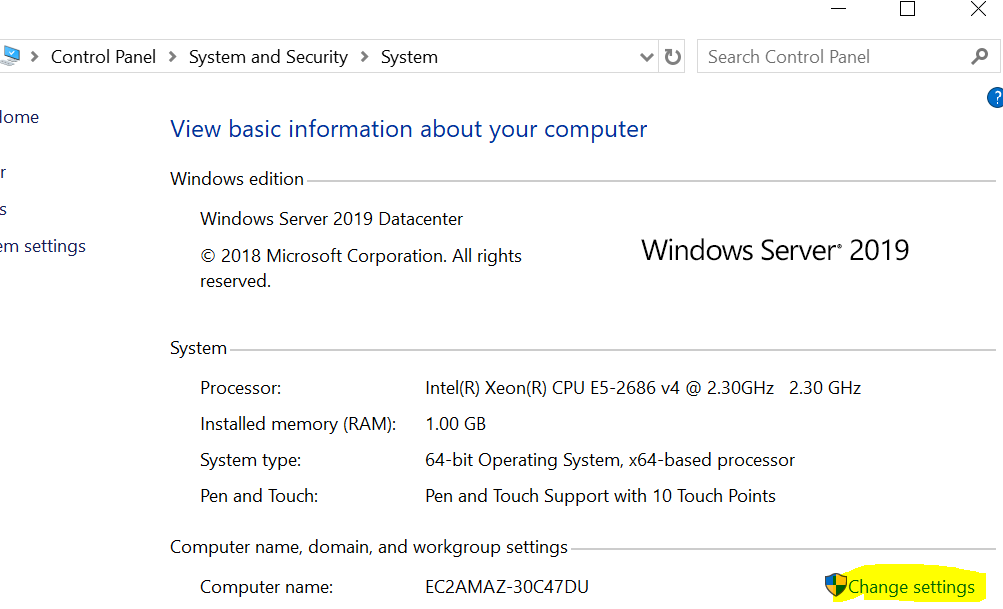 Control Panel > System and Security > System
Search Control Panel
?
ome
View basic information about your computer
r
Windows edition
s
Windows Server 2019 Datacenter
em settings
© 2018 Microsoft Corporation. All rights
reserved.
Windows Server® 2019
System
Processor: Intel(R) Xeon(R) CPU E5-2686 v4 @ 2.30GHz 2.30 GHz
Installed memory (RAM): 1.00 GB
System type: 64-bit Operating System, x64-based processor
Pen and Touch: Pen and Touch Support with 10 Touch Points
Computer name, domain, and workgroup settings
Computer name: EC2AMAZ-30C47DU
Change settings